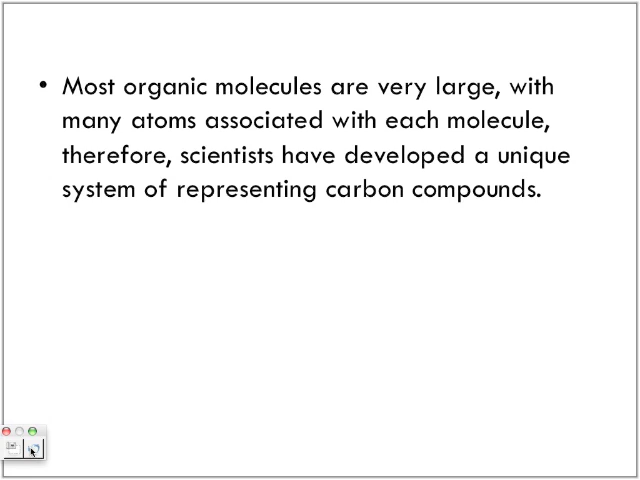 • Most organic molecules are very large, with
many atoms associated with each molecule,
therefore, scientists have developed a unique
system of representing carbon compounds.